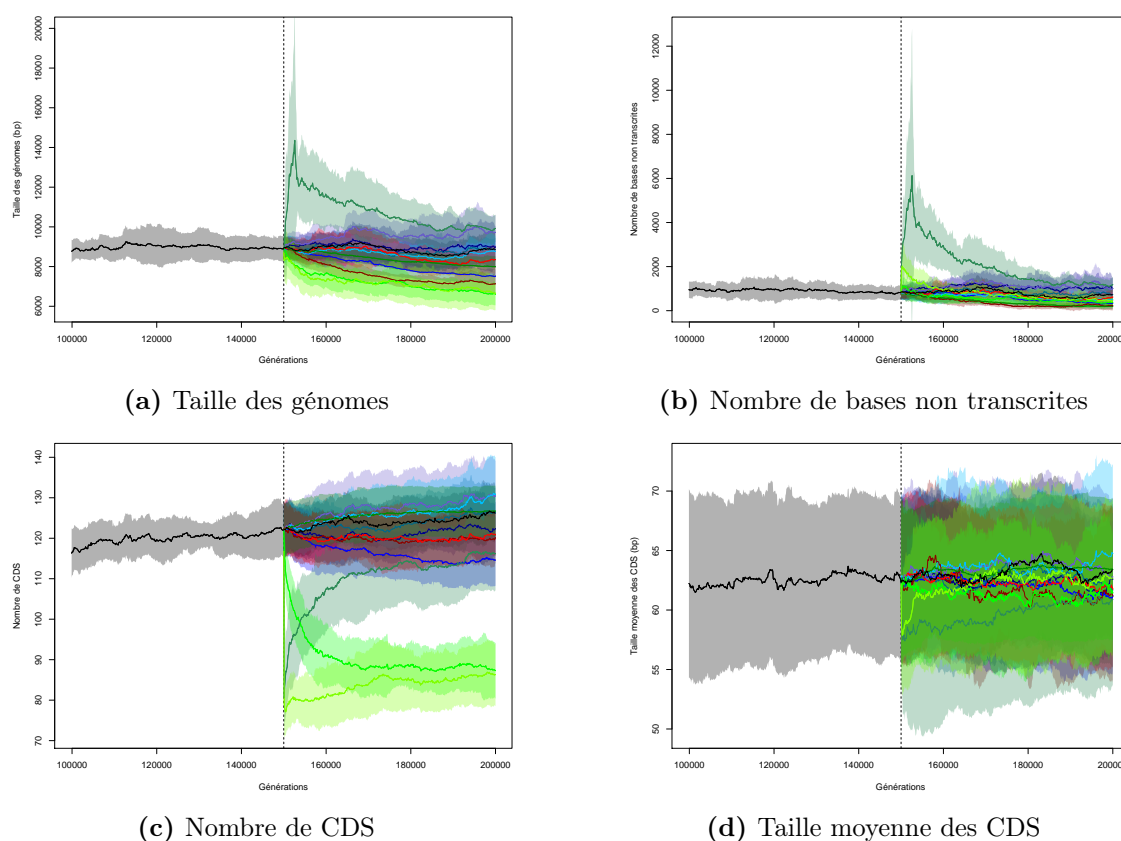 Taille des génomes (bp)
6000 8000 10000 12000 14000 16000 18000 20000
100000 120000 140000 160000 180000 200000
Générations
(a) Taille des génomes
Nombre de bases non transcrites
0 2000 4000 6000 8000 10000 12000
100000 120000 140000 160000 180000 200000
Générations
(b) Nombre de bases non transcrites
Nombre de CDS
70 80 90 100 110 120 130 140
100000 120000 140000 160000 180000 200000
Générations
(c) Nombre de CDS
Taille moyenne des CDS (bp)
50 55 60 65 70
100000 120000 140000 160000 180000 200000
Générations
(d) Taille moyenne des CDS